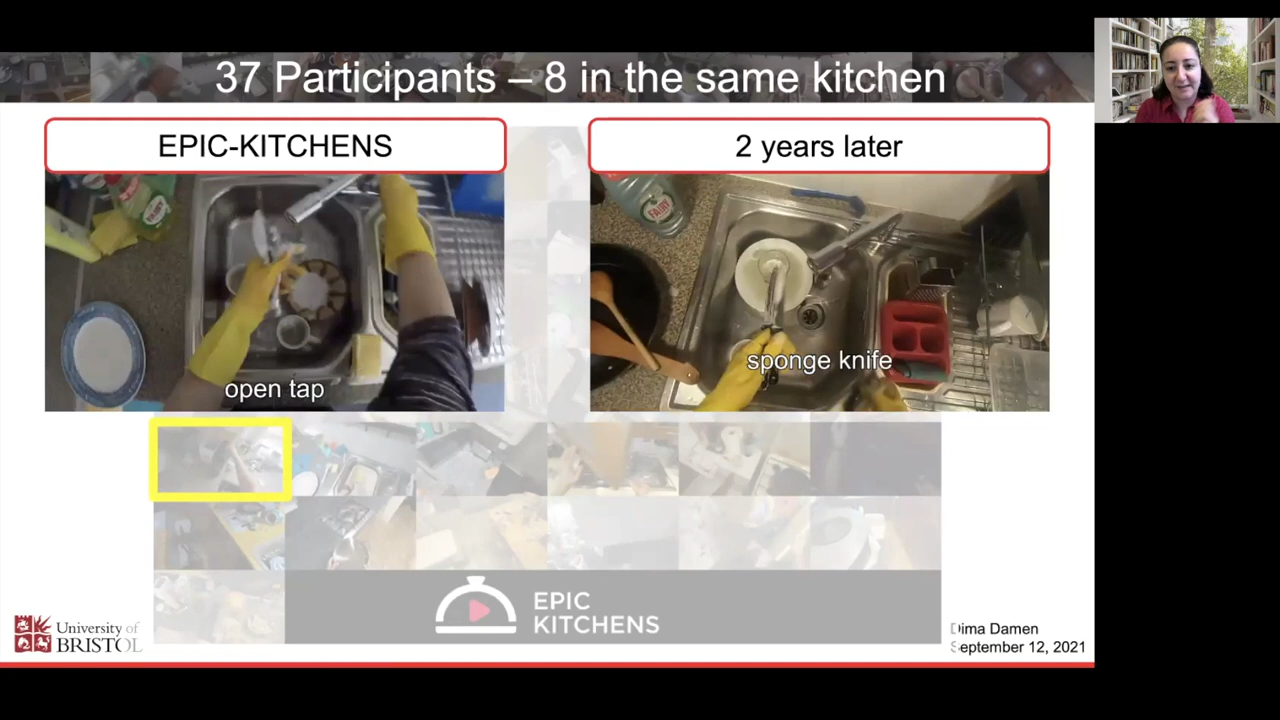 37 Participants – 8 in the same kitchen
EPIC-KITCHENS
2 years later
FAIRY
FAIRY
open tap
sponge knife
EPIC
KITCHENS
University of
BRISTOL
Dima Damen
September 12, 2021